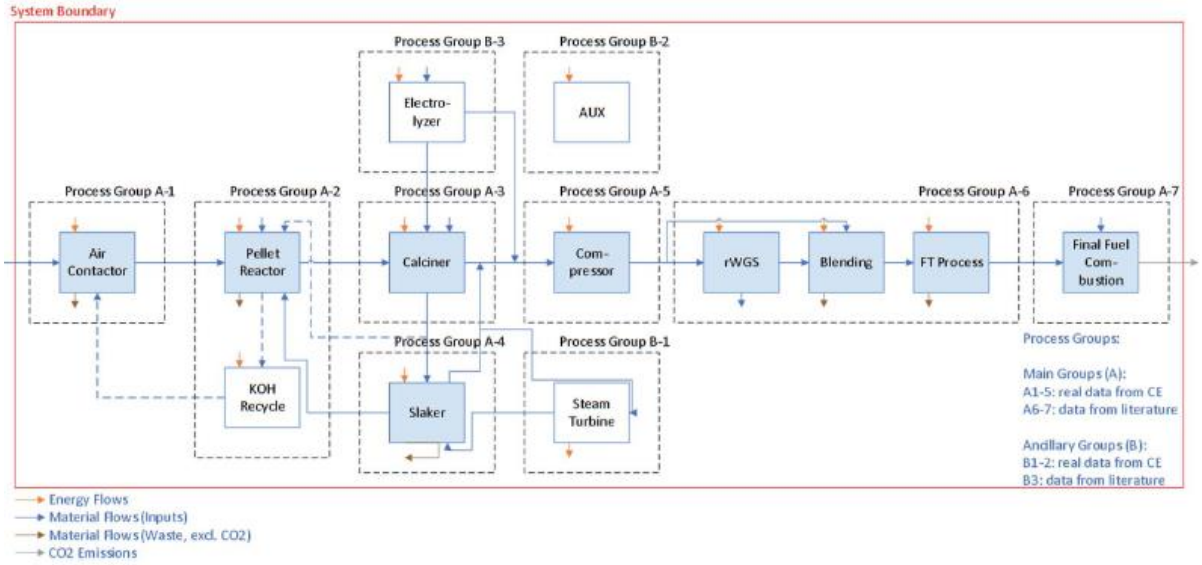 System Boundary
Process Group B-3
Process Group B-2
Electro-
lyzer
AUX
Process Group A-1
Process Group A-2
Process Group A-3
Process Group A-5
Process Group A-6
Process Group A-7
Air
Contactor
Pellet
Reactor
Calciner
Com-
pressor
rWGS
Blending
FT Process
Final Fuel
Com-
bustion
Process Group A-4
Process Group B-1
KOH
Recycle
Slaker
Steam
Turbine
Process Groups:
Main Groups (A):
A1-5: real data from CE
A6-7: data from literature
Ancillary Groups (B):
B1-2: real data from CE
B3: data from literature
Energy Flows
Material Flows (Inputs)
Material Flows (Waste, excl. CO2)
CO2 Emissions